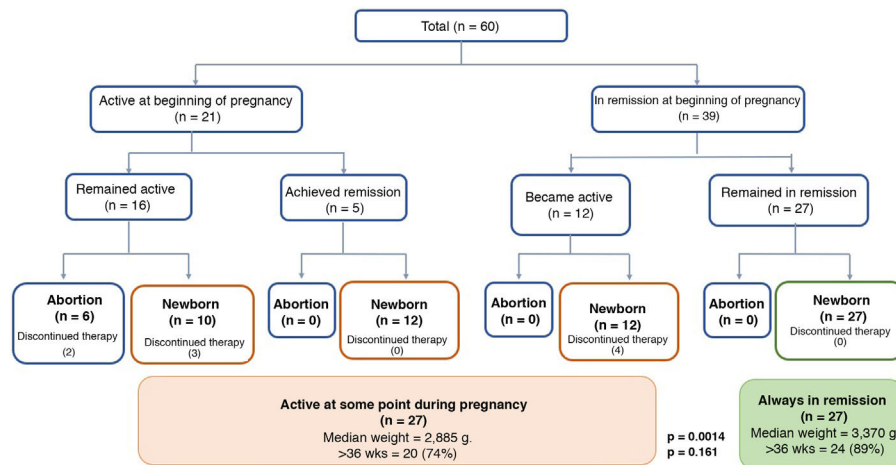 Total (n = 60)
Active at beginning of pregnancy
(n = 21)
In remission at beginning of pregnancy
(n = 39)
Remained active
(n = 16)
Achieved remission
(n = 5)
Became active
(n = 12)
Remained in remission
(n = 27)
Abortion
(n = 6)
Discontinued therapy
(2)
Newborn
(n = 10)
Discontinued therapy
(3)
Abortion
(n = 0)
Newborn
(n = 12)
Discontinued therapy
(0)
Abortion
(n = 0)
Newborn
(n = 12)
Discontinued therapy
(4)
Abortion
(n = 0)
Newborn
(n = 27)
Discontinued therapy
(0)
Active at some point during pregnancy
(n = 27)
Median weight = 2,885 g.
>36 wks = 20 (74%)
p = 0.0014
p = 0.161
Always in remission
(n = 27)
Median weight = 3,370 g
>36 wks = 24 (89%)